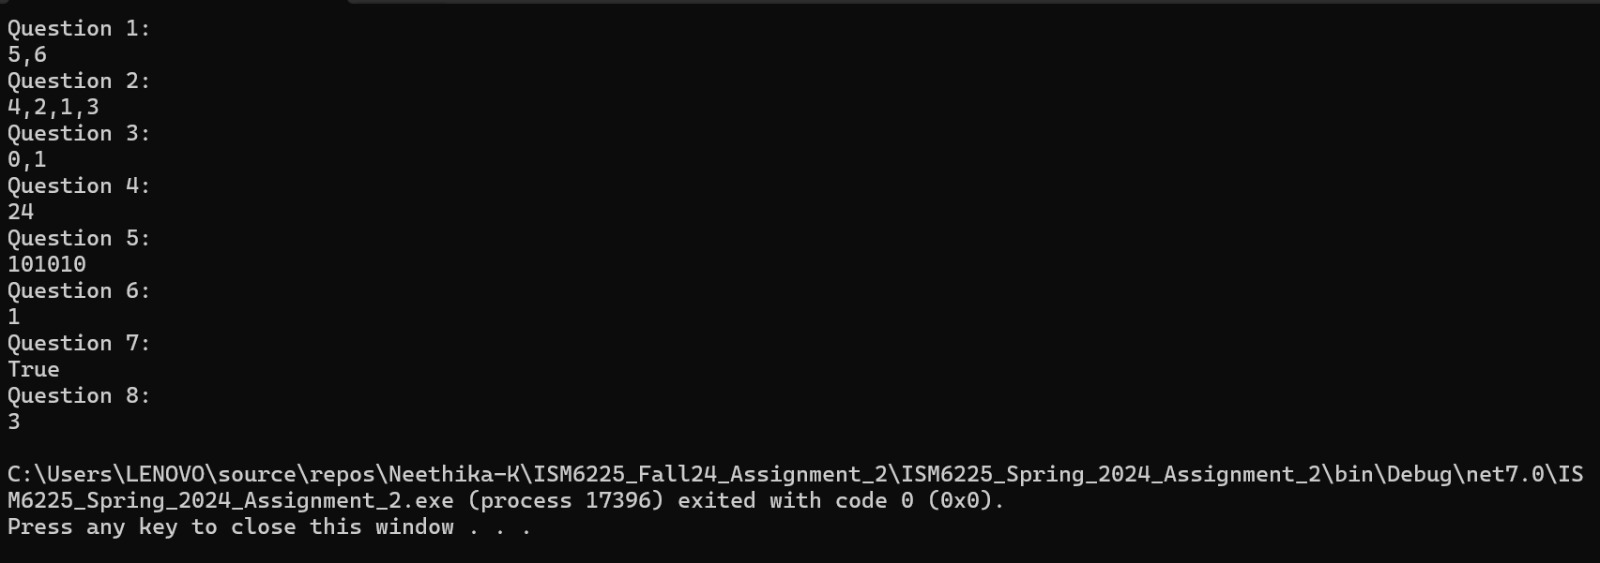 Question 1:
5,6
Question 2:
4,2,1,3
Question 3:
0,1
Question 4:
24
Question 5:
101010
Question 6:
1
Question 7:
True
Question 8:
3
C:\Users\LENOVO\source\repos\Neethika-K\ISM6225_Fall24_Assignment_2\ISM6225_Spring_2024_Assignment_2\bin\Debug\net7.0\IS
M6225_Spring_2024_Assignment_2.exe (process 17396) exited with code 0 (0x0).
Press any key to close this window . . .